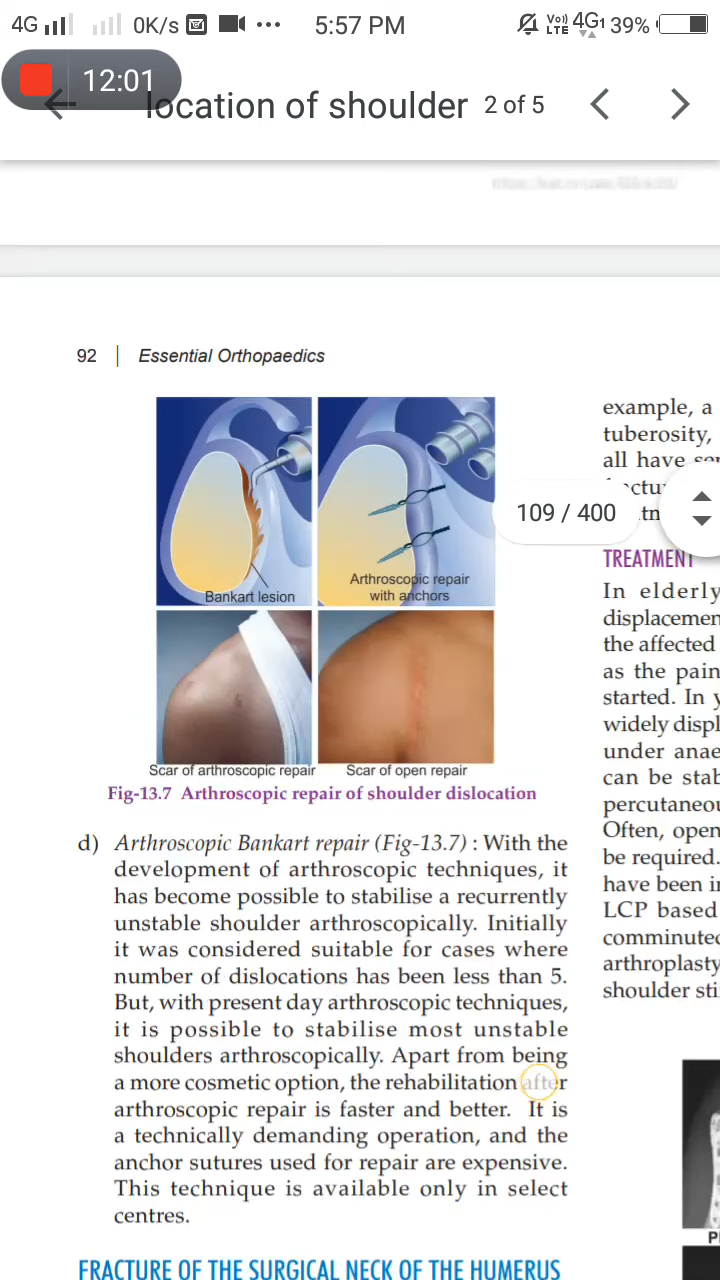 4G 0K/s 5:57 PM Vo)) LTE 4G1 39%
12:01
location of shoulder 2 of 5
92 | Essential Orthopaedics
Bankart lesion
Arthroscopic repair
with anchors
Scar of arthroscopic repair
Scar of open repair
Fig-13.7 Arthroscopic repair of shoulder dislocation
d) Arthroscopic Bankart repair (Fig-13.7) : With the
development of arthroscopic techniques, it
has become possible to stabilise a recurrently
unstable shoulder arthroscopically. Initially
it was considered suitable for cases where
number of dislocations has been less than 5.
But, with present day arthroscopic techniques,
it is possible to stabilise most unstable
shoulders arthroscopically. Apart from being
a more cosmetic option, the rehabilitation after
arthroscopic repair is faster and better. It is
a technically demanding operation, and the
anchor sutures used for repair are expensive.
This technique is available only in select
centres.
FRACTURE OF THE SURGICAL NECK OF THE HUMERUS
example, a
tuberosity,
all have
109 / 400
TREATMENT
In elderly
displacemen
the affected
as the pain
started. In y
widely displ
under anae
can be stab
percutaneou
Often, open
be required.
have been in
LCP based
comminuted
arthroplasty
shoulder sti